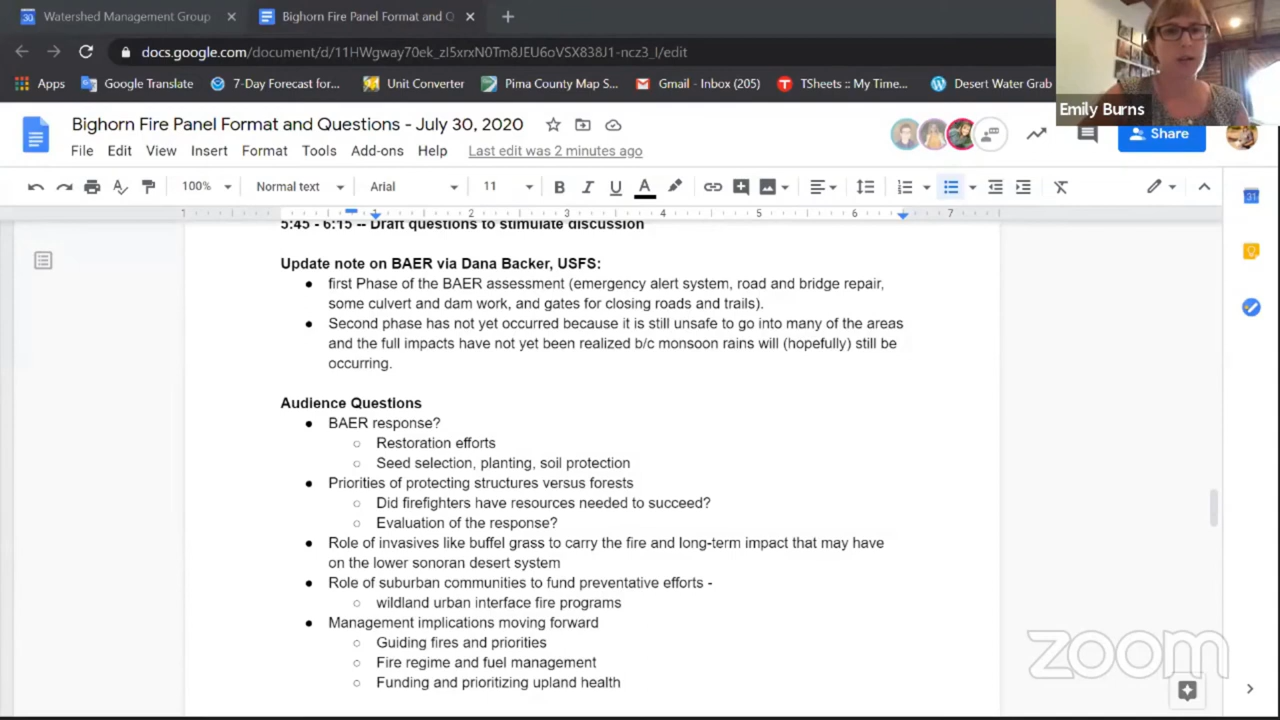 Watershed Management Group
Bighorn Fire Panel Format and Q
docs.google.com/document/d/11HWgway70ek_zl5xrxN0Tm8JEU6oVSX838J1-ncz3_I/edit
Apps Google Translate 7-Day Forecast for... Unit Converter Pima County Map S... Gmail - Inbox (205) TSheets :: My Time... Desert Water Grab
Emily Burns
Bighorn Fire Panel Format and Questions - July 30, 2020
Share
File Edit View Insert Format Tools Add-ons Help Last edit was 2 minutes ago
100% Normal text Arial 11 B I U A
1 1 2 3 4 5 6 7
31
5:45 - 6:15 -- Draft questions to stimulate discussion
Update note on BAER via Dana Backer, USFS:
● first Phase of the BAER assessment (emergency alert system, road and bridge repair,
some culvert and dam work, and gates for closing roads and trails).
● Second phase has not yet occurred because it is still unsafe to go into many of the areas
and the full impacts have not yet been realized b/c monsoon rains will (hopefully) still be
occurring.
Audience Questions
● BAER response?
○ Restoration efforts
○ Seed selection, planting, soil protection
● Priorities of protecting structures versus forests
○ Did firefighters have resources needed to succeed?
○ Evaluation of the response?
● Role of invasives like buffel grass to carry the fire and long-term impact that may have
on the lower sonoran desert system
● Role of suburban communities to fund preventative efforts -
○ wildland urban interface fire programs
● Management implications moving forward
○ Guiding fires and priorities
○ Fire regime and fuel management
○ Funding and prioritizing upland health
zoom